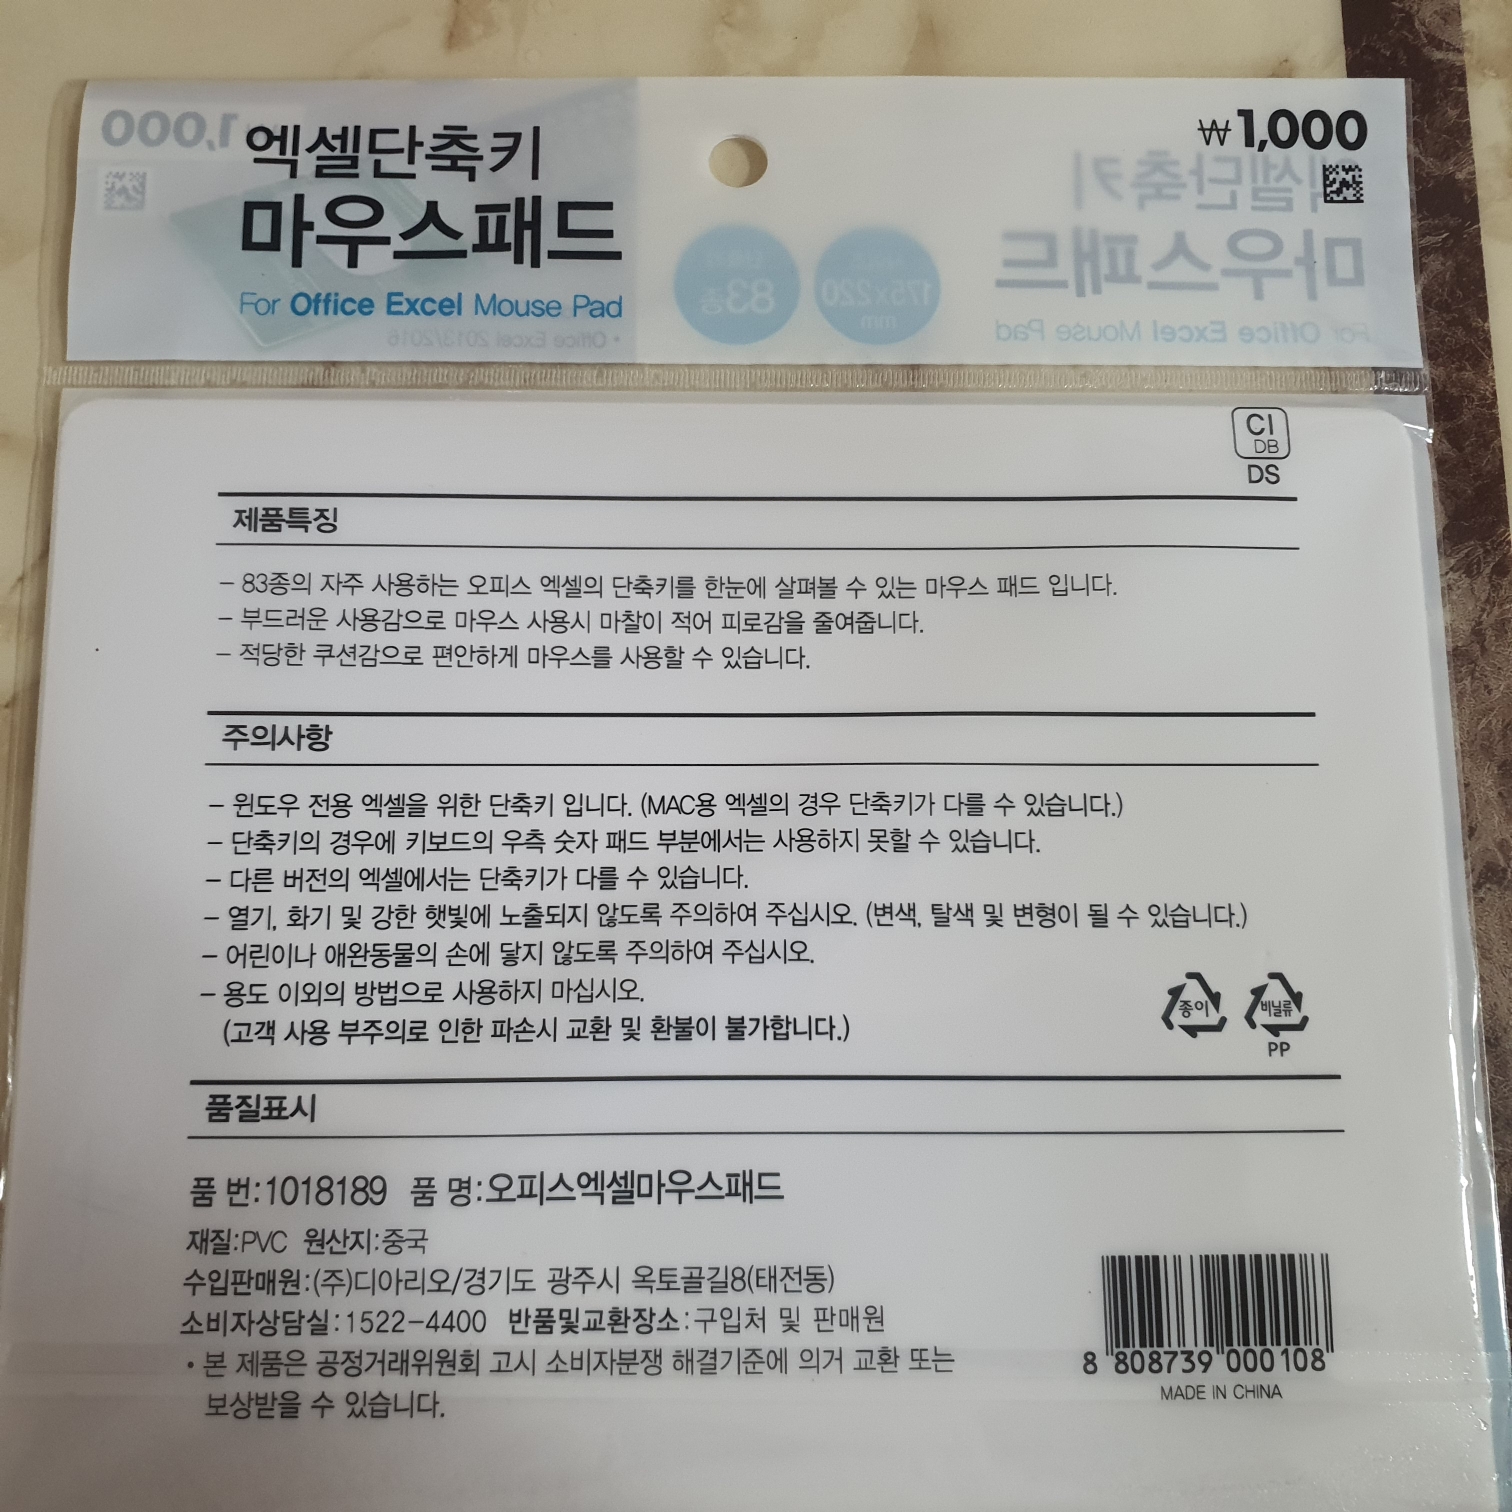 엑셀단축키
마우스패드
For Office Excel Mouse Pad
₩1,000
175x220
mm
83종
• Office Excel 2013/2016
CI
DB
DS
제품특징
– 83종의 자주 사용하는 오피스 엑셀의 단축키를 한눈에 살펴볼 수 있는 마우스 패드 입니다.
– 부드러운 사용감으로 마우스 사용시 마찰이 적어 피로감을 줄여줍니다.
– 적당한 쿠션감으로 편안하게 마우스를 사용할 수 있습니다.
주의사항
– 윈도우 전용 엑셀을 위한 단축키 입니다. (MAC용 엑셀의 경우 단축키가 다를 수 있습니다.)
– 단축키의 경우에 키보드의 우측 숫자 패드 부분에서는 사용하지 못할 수 있습니다.
– 다른 버전의 엑셀에서는 단축키가 다를 수 있습니다.
– 열기, 화기 및 강한 햇빛에 노출되지 않도록 주의하여 주십시오. (변색, 탈색 및 변형이 될 수 있습니다.)
– 어린이나 애완동물의 손에 닿지 않도록 주의하여 주십시오.
– 용도 이외의 방법으로 사용하지 마십시오.
(고객 사용 부주의로 인한 파손시 교환 및 환불이 불가합니다.)
종이
비닐류
PP
품질표시
품 번:1018189 품 명:오피스엑셀마우스패드
재질:PVC 원산지:중국
수입판매원:(주)디아리오/경기도 광주시 옥토골길8(태전동)
소비자상담실:1522-4400 반품및교환장소:구입처 및 판매원
• 본 제품은 공정거래위원회 고시 소비자분쟁 해결기준에 의거 교환 또는
보상받을 수 있습니다.
8 808739 000108
MADE IN CHINA